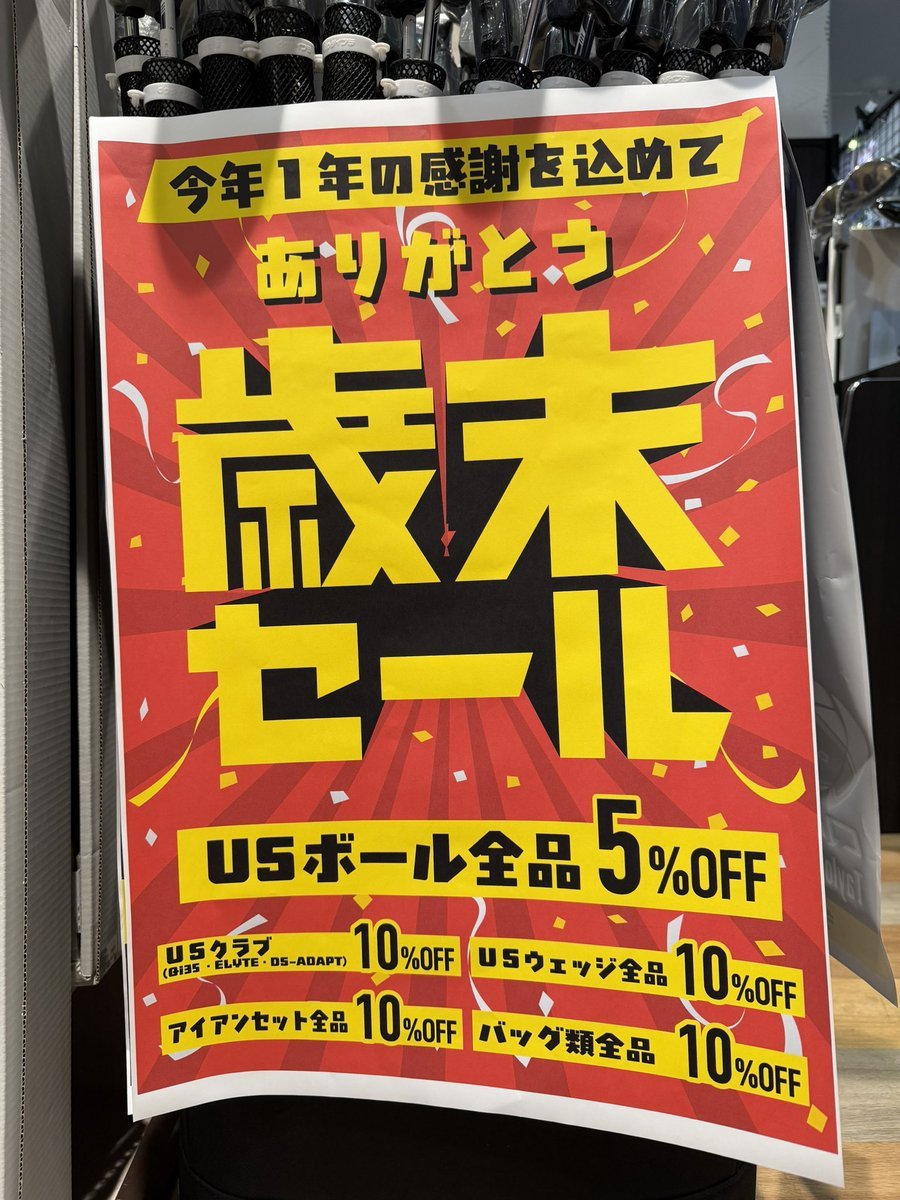 今年1年の感謝を込めて
ありがとう
歳末
セール
USボール全品5%OFF
USクラブ 10%OFF
(Qi35・ELYTE・DS-ADAPT)
USウェッジ全品 10%OFF
アイアンセット全品 10%OFF
バッグ類全品 10%OFF